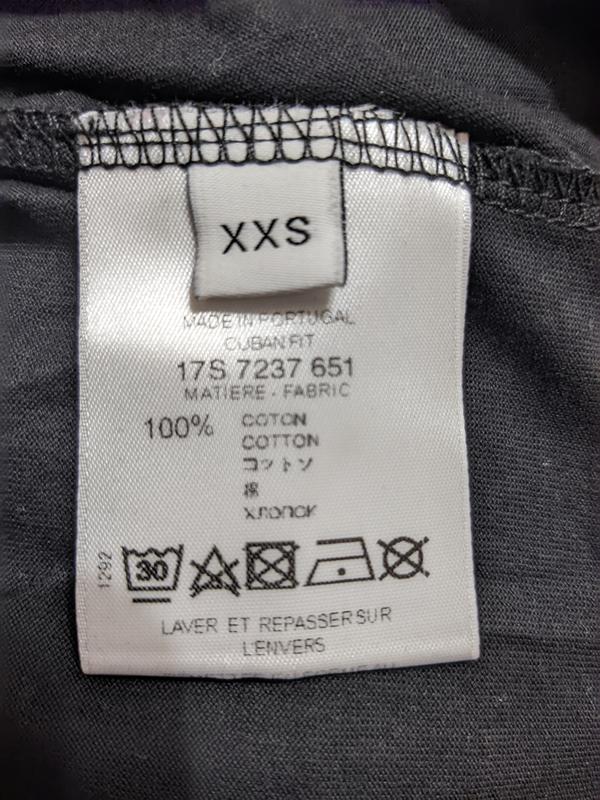 XXS
MADE IN PORTUGAL
CUBAN FIT
17S 7237 651
MATIERE - FABRIC
100% COTON
COTTON
コットン
棉
ХЛОПОК
1292
30
LAVER ET REPASSER SUR
L'ENVERS